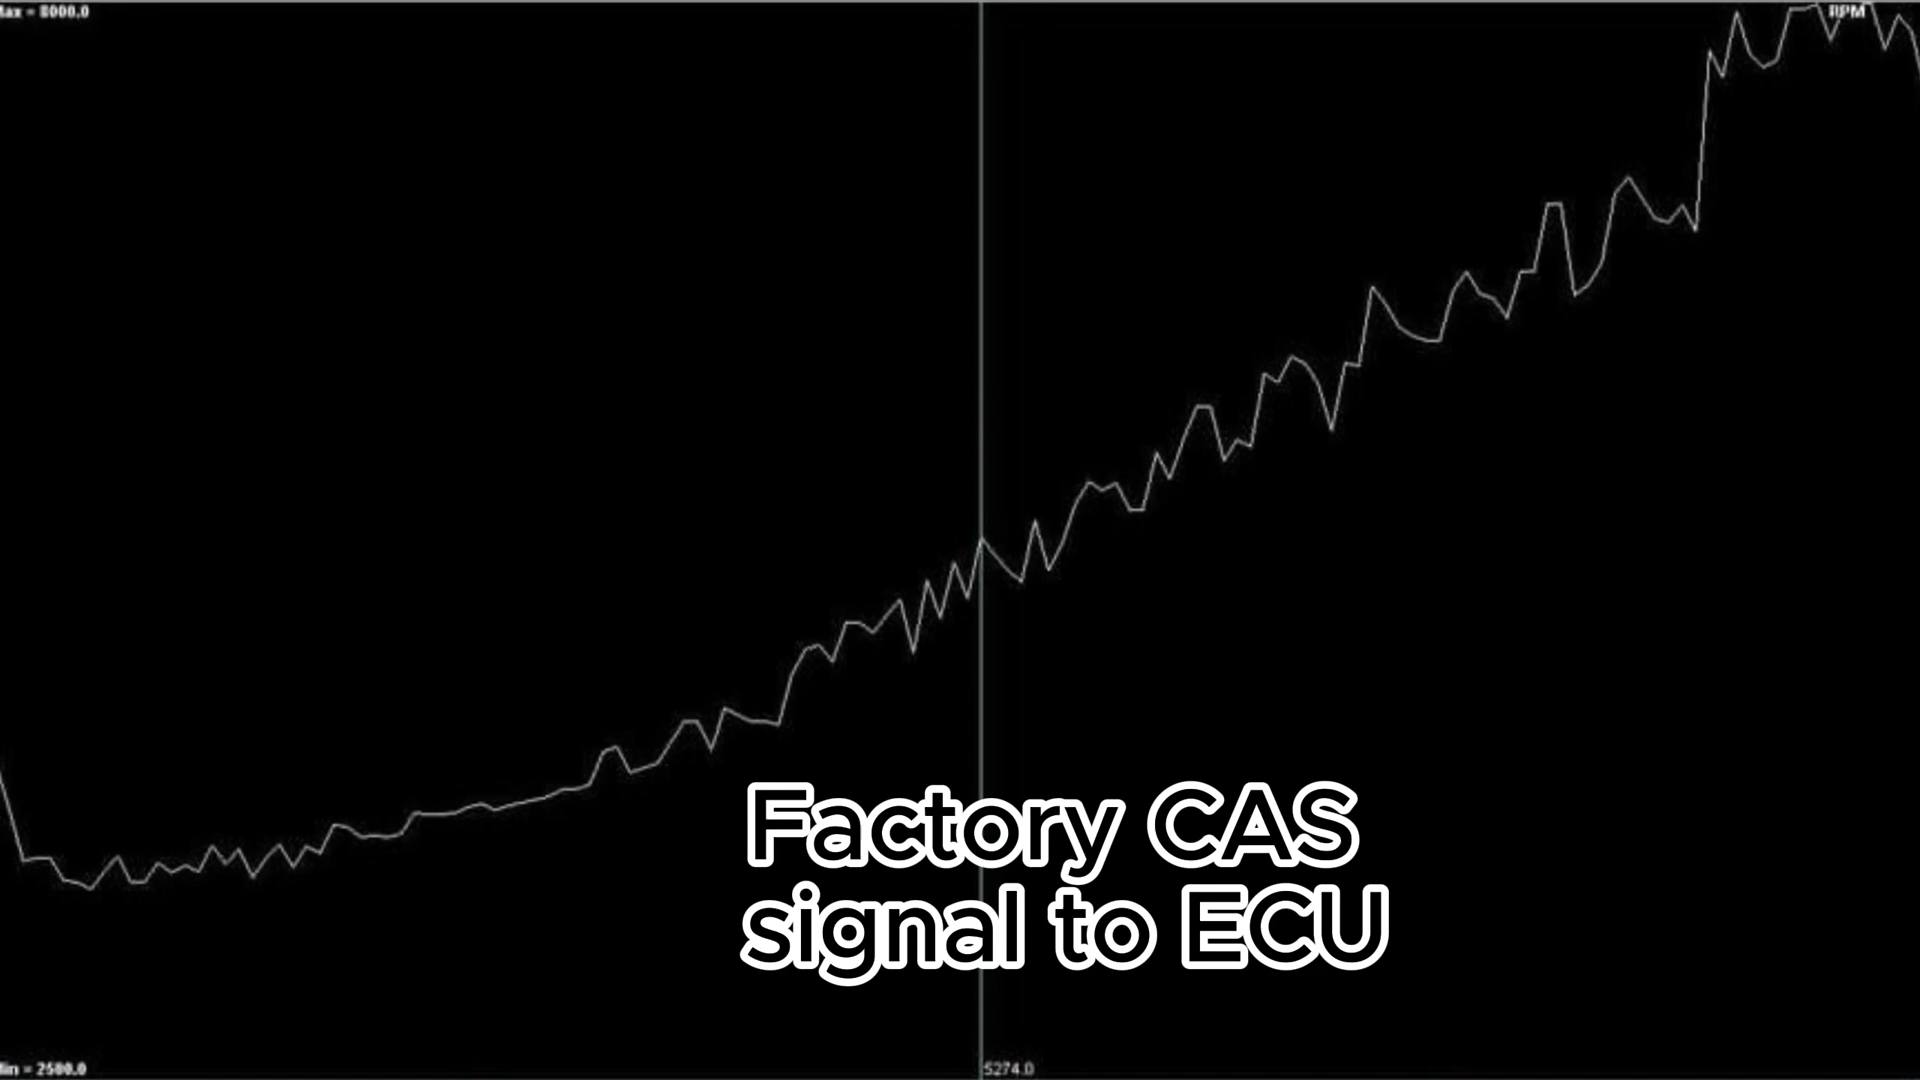 Max = 8000.0
RPM
Factory CAS
signal to ECU
Min = 2500.0
5274.0